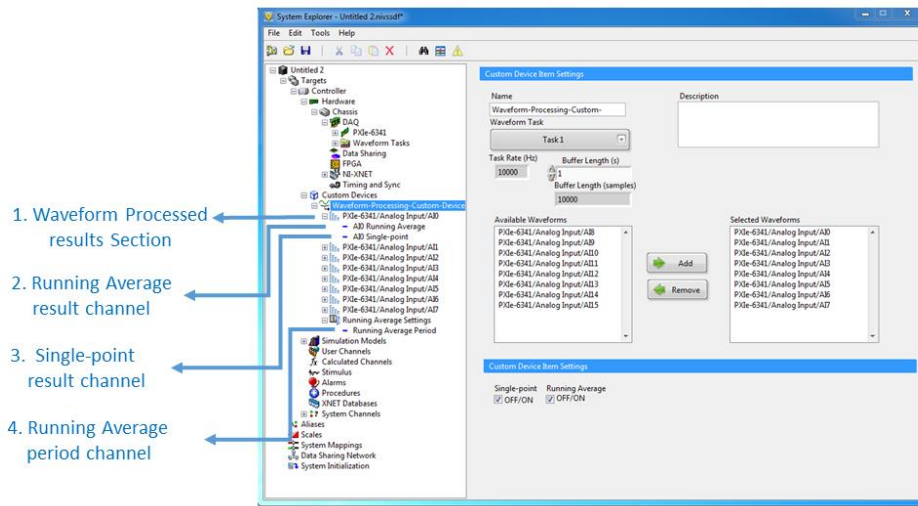 System Explorer - Untitled 2.nivssdf*
File Edit Tools Help
1. Waveform Processed
results Section
2. Running Average
result channel
3. Single-point
result channel
4. Running Average
period channel
Untitled 2
Targets
Controller
Hardware
Chassis
DAQ
PXIe-6341
Waveform Tasks
Data Sharing
FPGA
NI-XNET
Timing and Sync
Custom Devices
Waveform-Processing-Custom-Device
PXIe-6341/Analog Input/AI0
AI0 Running Average
AI0 Single-point
PXIe-6341/Analog Input/AI1
PXIe-6341/Analog Input/AI2
PXIe-6341/Analog Input/AI3
PXIe-6341/Analog Input/AI4
PXIe-6341/Analog Input/AI5
PXIe-6341/Analog Input/AI6
PXIe-6341/Analog Input/AI7
Running Average Settings
Running Average Period
Simulation Models
User Channels
fx Calculated Channels
Stimulus
Alarms
Procedures
XNET Databases
System Channels
Aliases
Scales
System Mappings
Data Sharing Network
System Initialization
Custom Device Item Settings
Name
Waveform-Processing-Custom-
Description
Waveform Task
Task 1
Task Rate (Hz)
10000
Buffer Length (s)
1
Buffer Length (samples)
10000
Available Waveforms
PXIe-6341/Analog Input/AI8
PXIe-6341/Analog Input/AI9
PXIe-6341/Analog Input/AI10
PXIe-6341/Analog Input/AI11
PXIe-6341/Analog Input/AI12
PXIe-6341/Analog Input/AI13
PXIe-6341/Analog Input/AI14
PXIe-6341/Analog Input/AI15
Add
Remove
Selected Waveforms
PXIe-6341/Analog Input/AI0
PXIe-6341/Analog Input/AI1
PXIe-6341/Analog Input/AI2
PXIe-6341/Analog Input/AI3
PXIe-6341/Analog Input/AI4
PXIe-6341/Analog Input/AI5
PXIe-6341/Analog Input/AI6
PXIe-6341/Analog Input/AI7
Custom Device Item Settings
Single-point Running Average
OFF/ON OFF/ON